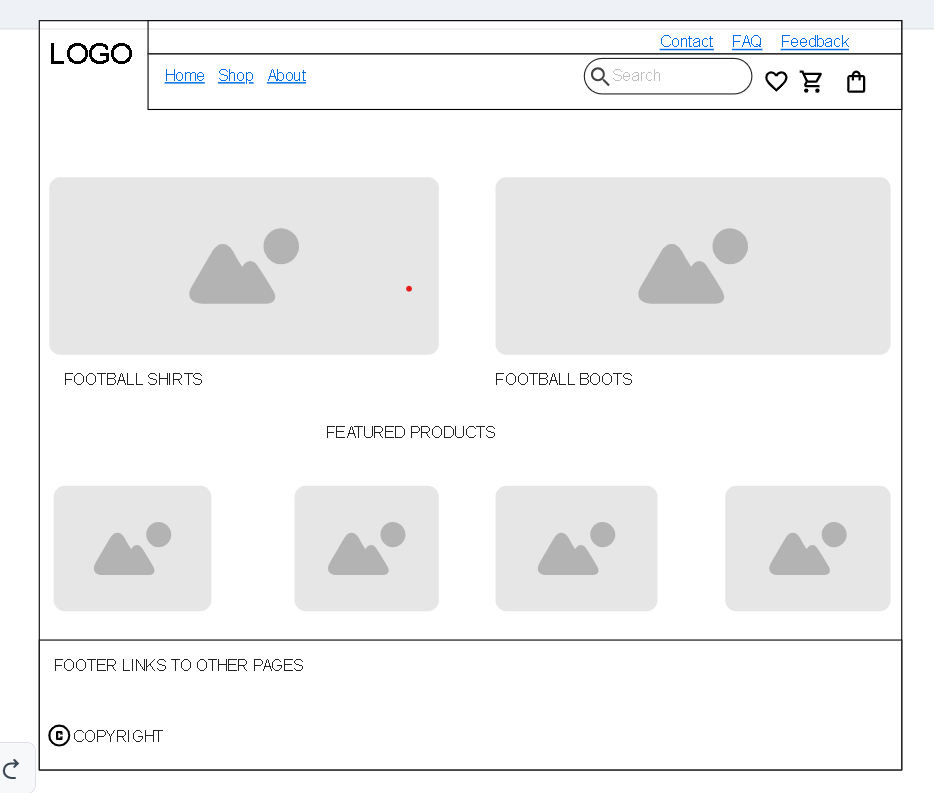 LOGO
Contact FAQ Feedback
Home Shop About
Search
FOOTBALL SHIRTS
FOOTBALL BOOTS
FEATURED PRODUCTS
FOOTER LINKS TO OTHER PAGES
© COPYRIGHT